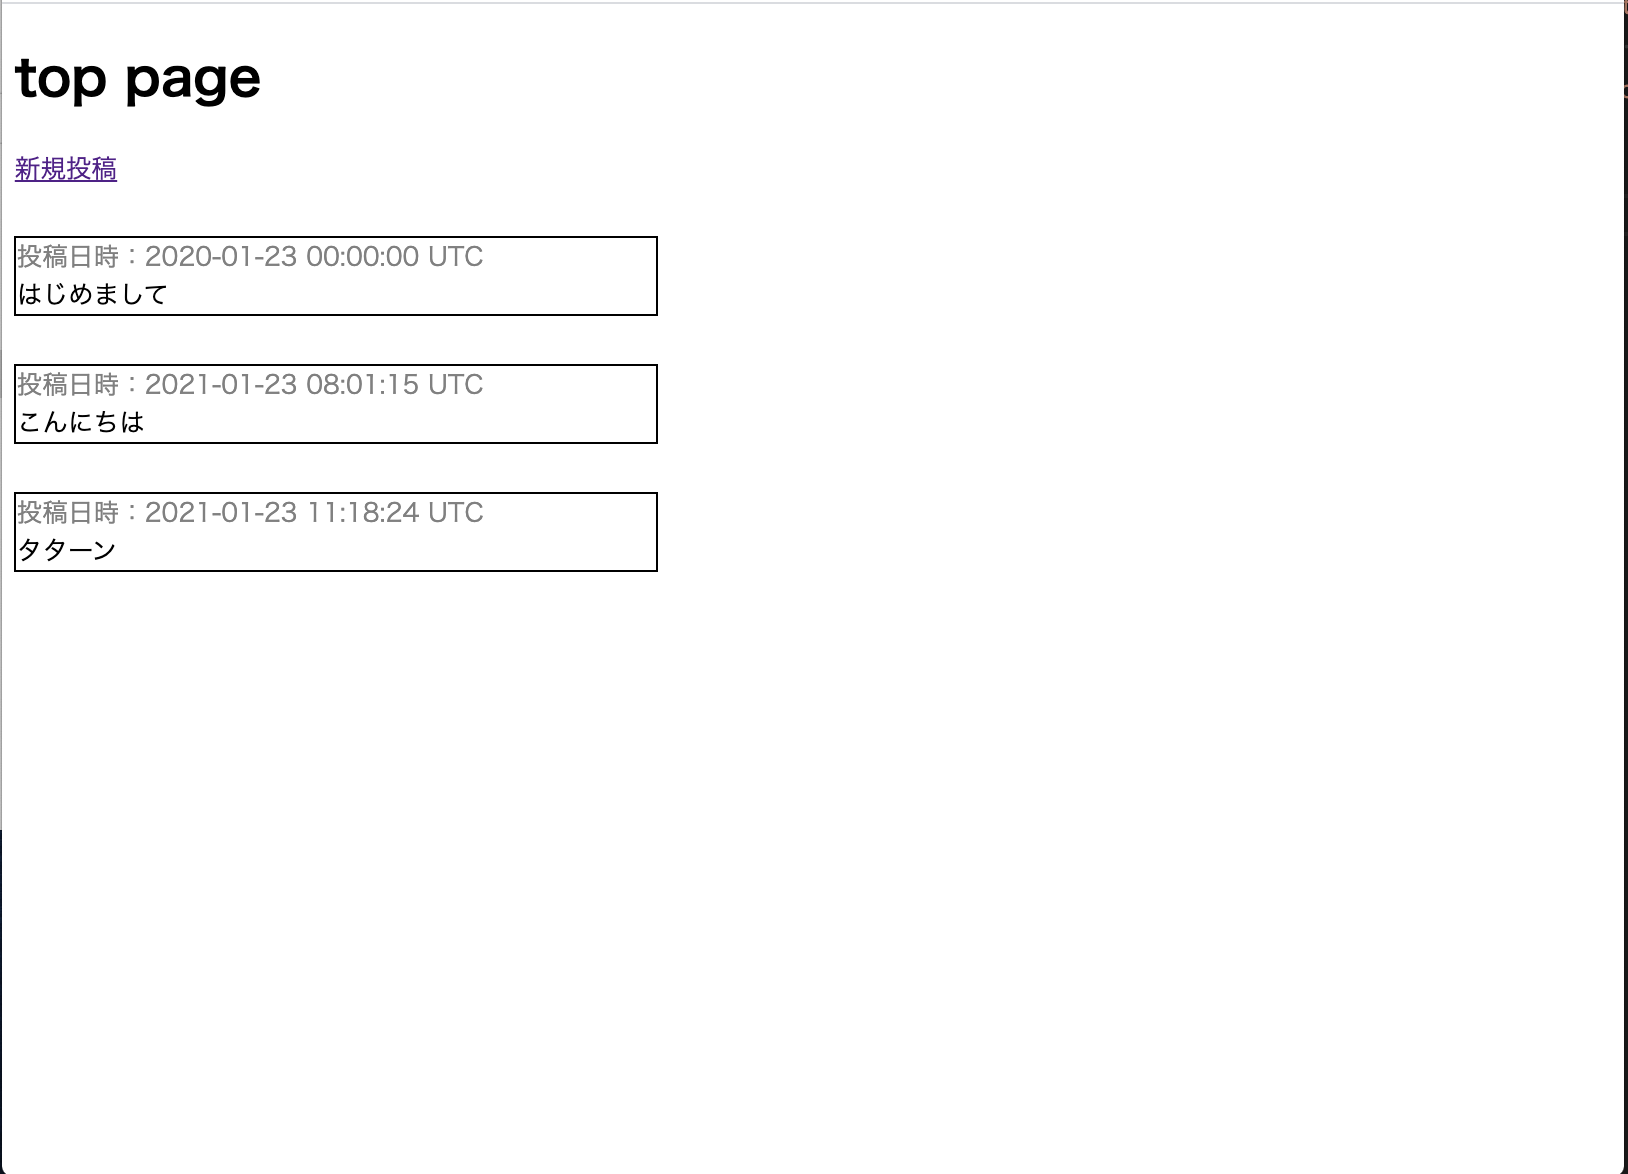 top page
新規投稿
投稿日時：2020-01-23 00:00:00 UTC
はじめまして
投稿日時：2021-01-23 08:01:15 UTC
こんにちは
投稿日時：2021-01-23 11:18:24 UTC
タターン